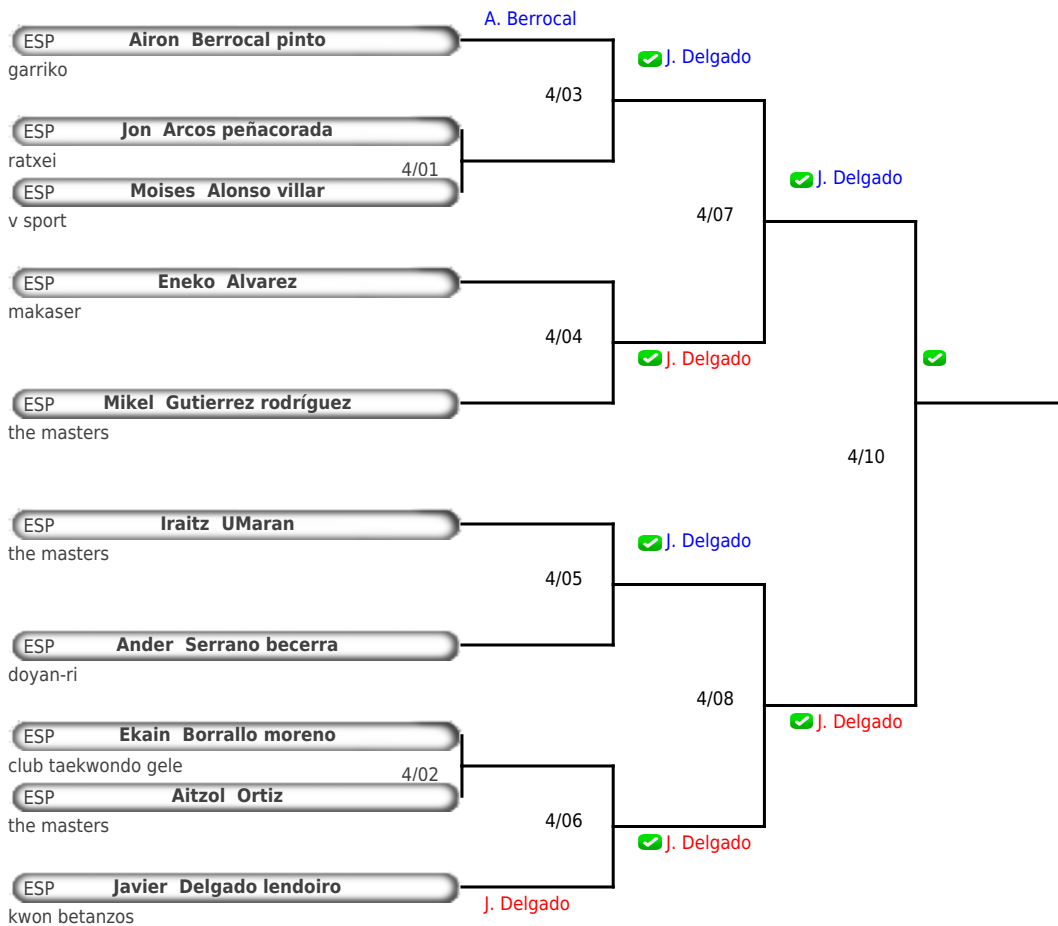 A. Berrocal
ESP Airon Berrocal pinto
garriko
J. Delgado
4/03
ESP Jon Arcos peñacorada
ratxei
4/01
ESP Moises Alonso villar
v sport
J. Delgado
4/07
ESP Eneko Alvarez
makaser
4/04
J. Delgado
ESP Mikel Gutierrez rodríguez
the masters
4/10
ESP Iraitz UMaran
the masters
J. Delgado
4/05
ESP Ander Serrano becerra
doyan-ri
4/08
J. Delgado
ESP Ekain Borrallo moreno
club taekwondo gele
4/02
ESP Aitzol Ortiz
the masters
4/06
J. Delgado
ESP Javier Delgado lendoiro
J. Delgado
kwon betanzos